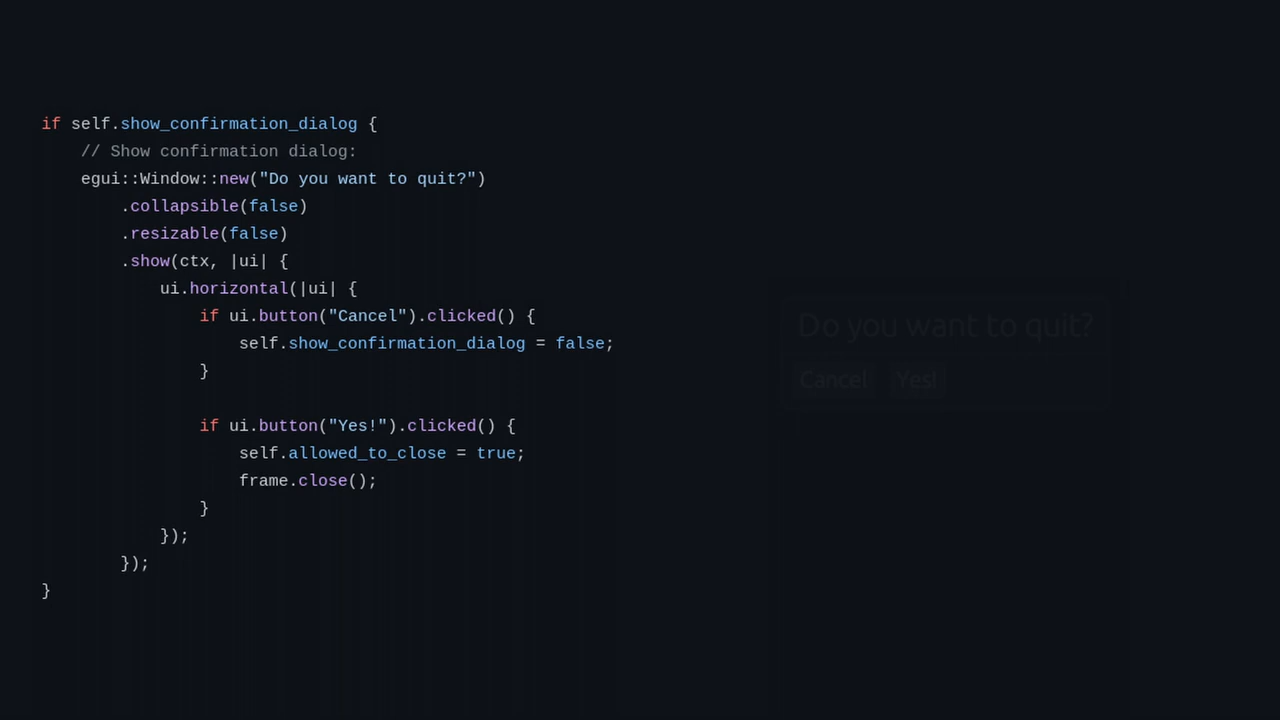 if self.show_confirmation_dialog {
    // Show confirmation dialog:
    egui::Window::new("Do you want to quit?")
        .collapsible(false)
        .resizable(false)
        .show(ctx, |ui| {
            ui.horizontal(|ui| {
                if ui.button("Cancel").clicked() {
                    self.show_confirmation_dialog = false;
                }

                if ui.button("Yes!").clicked() {
                    self.allowed_to_close = true;
                    frame.close();
                }
            });
        });
}
Do you want to quit?
Cancel Yes!